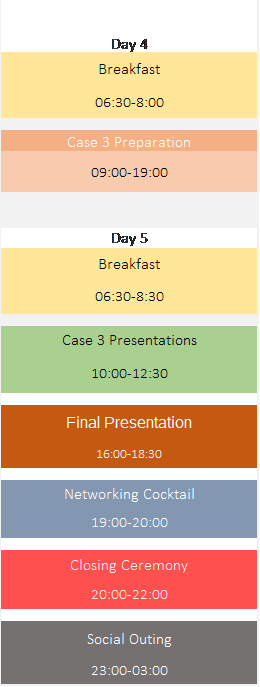 Day 4
Breakfast
06:30-8:00
Case 3 Preparation
09:00-19:00
Day 5
Breakfast
06:30-8:30
Case 3 Presentations
10:00-12:30
Final Presentation
16:00-18:30
Networking Cocktail
19:00-20:00
Closing Ceremony
20:00-22:00
Social Outing
23:00-03:00